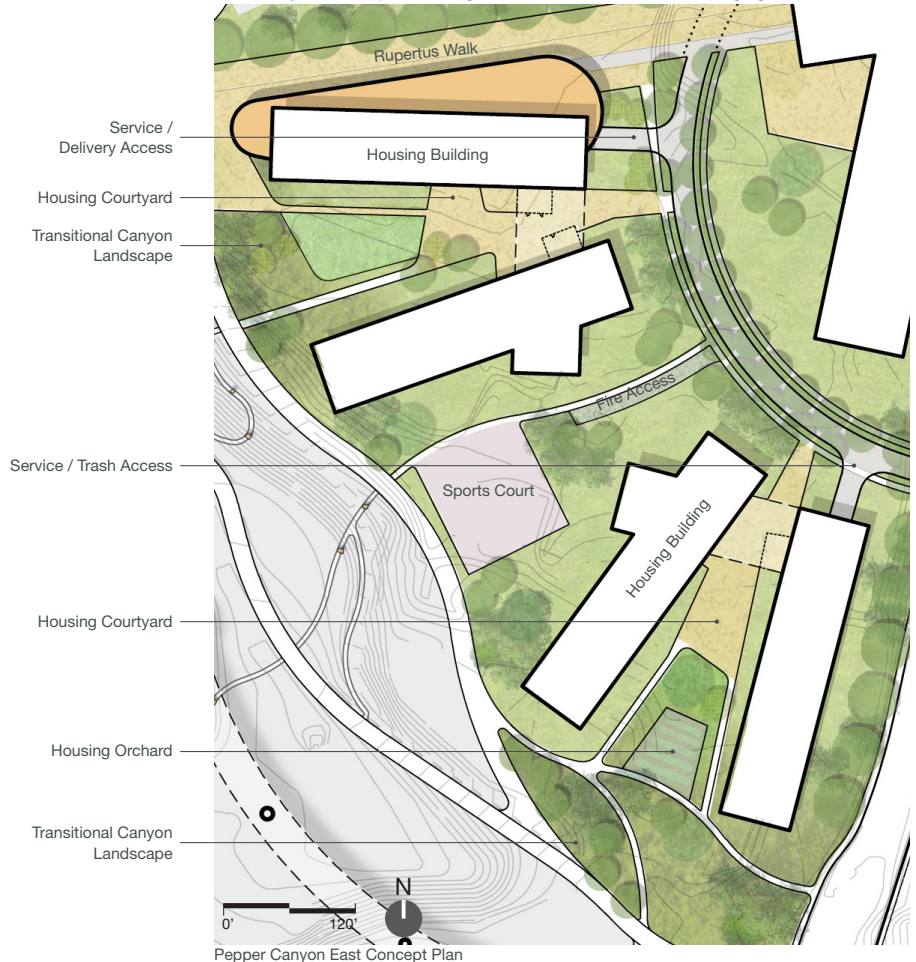 Rupertus Walk
Service /
Delivery Access
Housing Building
Housing Courtyard
Transitional Canyon
Landscape
Fire Access
Service / Trash Access
Sports Court
Housing Building
Housing Courtyard
Housing Orchard
Transitional Canyon
Landscape
N
0'
120'
Pepper Canyon East Concept Plan